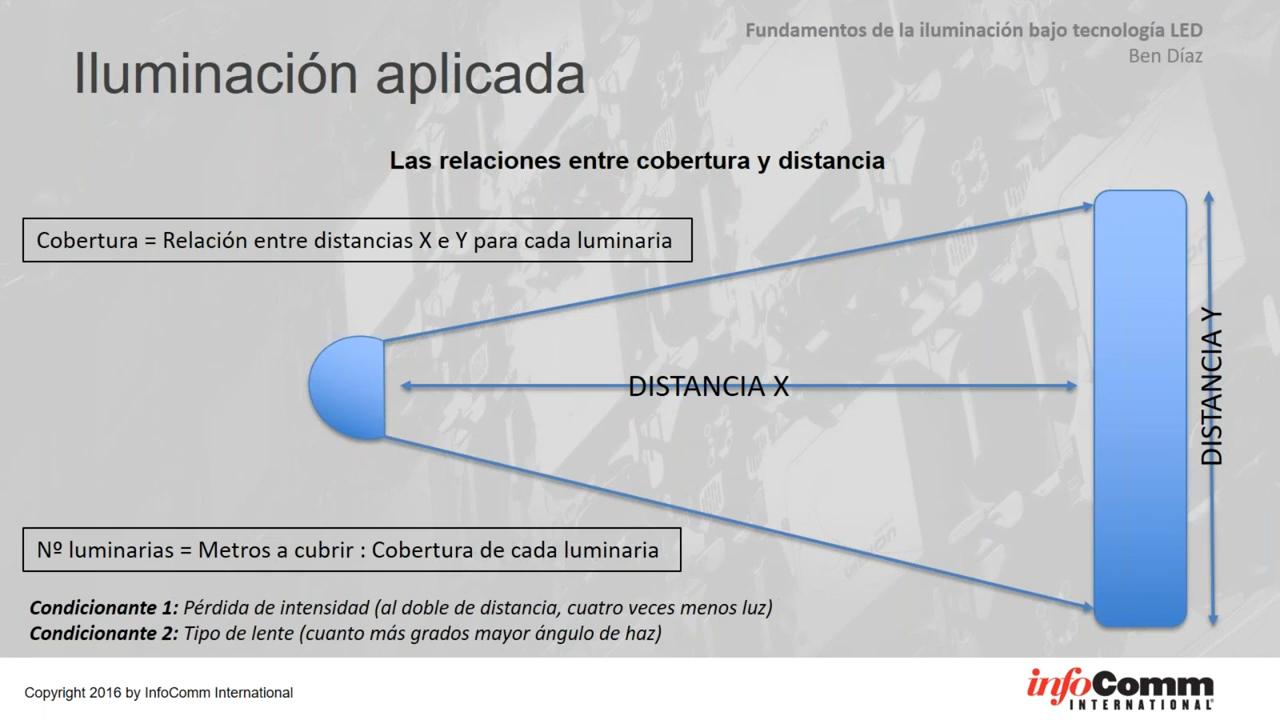 Fundamentos de la iluminación bajo tecnología LED
Ben Díaz
Iluminación aplicada
Las relaciones entre cobertura y distancia
Cobertura = Relación entre distancias X e Y para cada luminaria
DISTANCIA X
DISTANCIA Y
Nº luminarias = Metros a cubrir : Cobertura de cada luminaria
Condicionante 1: Pérdida de intensidad (al doble de distancia, cuatro veces menos luz)
Condicionante 2: Tipo de lente (cuanto más grados mayor ángulo de haz)
Copyright 2016 by InfoComm International
infoComm
INTERNATIONAL®